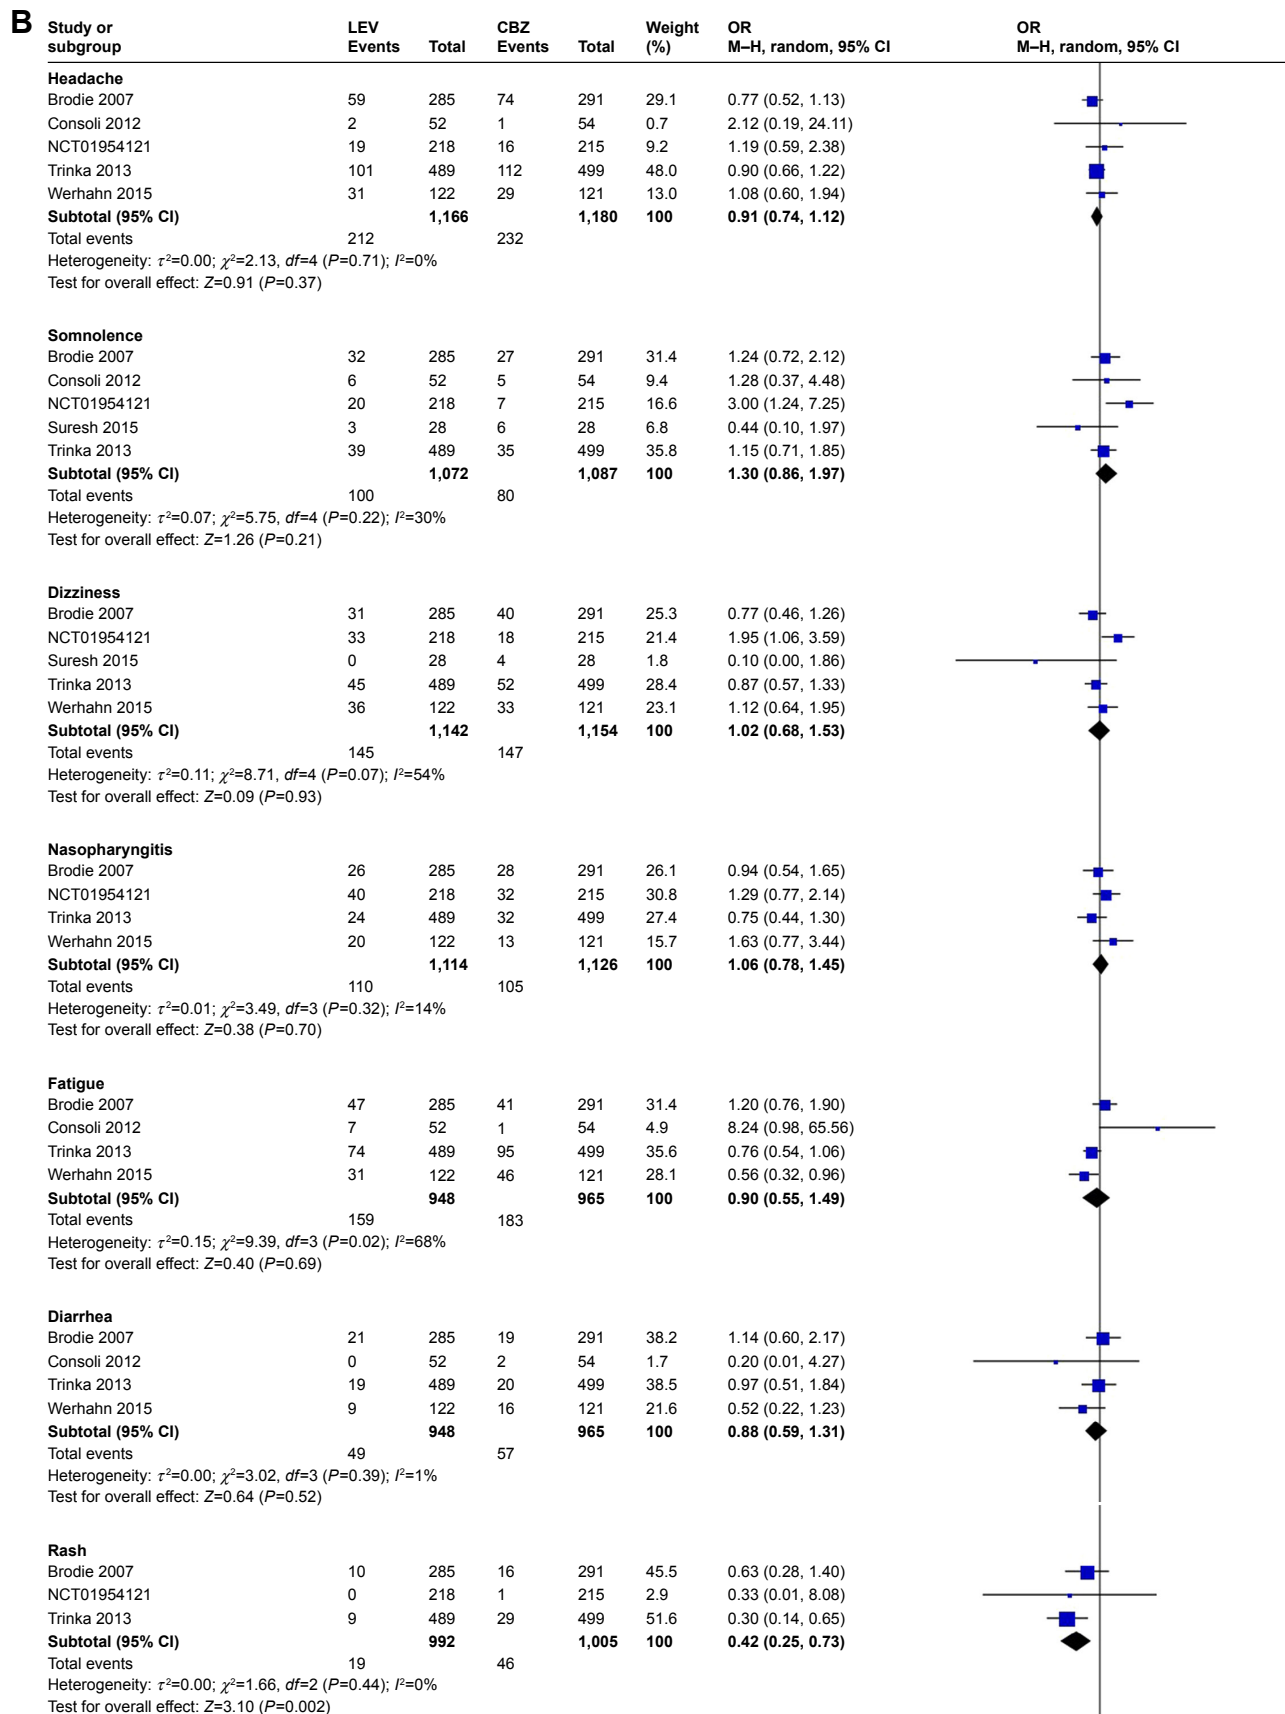 B
Study or subgroup LEV Events Total CBZ Events Total Weight (%) OR M–H, random, 95% CI OR M–H, random, 95% CI
Headache
Brodie 2007 59 285 74 291 29.1 0.77 (0.52, 1.13)
Consoli 2012 2 52 1 54 0.7 2.12 (0.19, 24.11)
NCT01954121 19 218 16 215 9.2 1.19 (0.59, 2.38)
Trinka 2013 101 489 112 499 48.0 0.90 (0.66, 1.22)
Werhahn 2015 31 122 29 121 13.0 1.08 (0.60, 1.94)
Subtotal (95% CI) 1,166 1,180 100 0.91 (0.74, 1.12)
Total events 212 232
Heterogeneity: τ²=0.00; χ²=2.13, df=4 (P=0.71); I²=0%
Test for overall effect: Z=0.91 (P=0.37)
Somnolence
Brodie 2007 32 285 27 291 31.4 1.24 (0.72, 2.12)
Consoli 2012 6 52 5 54 9.4 1.28 (0.37, 4.48)
NCT01954121 20 218 7 215 16.6 3.00 (1.24, 7.25)
Suresh 2015 3 28 6 28 6.8 0.44 (0.10, 1.97)
Trinka 2013 39 489 35 499 35.8 1.15 (0.71, 1.85)
Subtotal (95% CI) 1,072 1,087 100 1.30 (0.86, 1.97)
Total events 100 80
Heterogeneity: τ²=0.07; χ²=5.75, df=4 (P=0.22); I²=30%
Test for overall effect: Z=1.26 (P=0.21)
Dizziness
Brodie 2007 31 285 40 291 25.3 0.77 (0.46, 1.26)
NCT01954121 33 218 18 215 21.4 1.95 (1.06, 3.59)
Suresh 2015 0 28 4 28 1.8 0.10 (0.00, 1.86)
Trinka 2013 45 489 52 499 28.4 0.87 (0.57, 1.33)
Werhahn 2015 36 122 33 121 23.1 1.12 (0.64, 1.95)
Subtotal (95% CI) 1,142 1,154 100 1.02 (0.68, 1.53)
Total events 145 147
Heterogeneity: τ²=0.11; χ²=8.71, df=4 (P=0.07); I²=54%
Test for overall effect: Z=0.09 (P=0.93)
Nasopharyngitis
Brodie 2007 26 285 28 291 26.1 0.94 (0.54, 1.65)
NCT01954121 40 218 32 215 30.8 1.29 (0.77, 2.14)
Trinka 2013 24 489 32 499 27.4 0.75 (0.44, 1.30)
Werhahn 2015 20 122 13 121 15.7 1.63 (0.77, 3.44)
Subtotal (95% CI) 1,114 1,126 100 1.06 (0.78, 1.45)
Total events 110 105
Heterogeneity: τ²=0.01; χ²=3.49, df=3 (P=0.32); I²=14%
Test for overall effect: Z=0.38 (P=0.70)
Fatigue
Brodie 2007 47 285 41 291 31.4 1.20 (0.76, 1.90)
Consoli 2012 7 52 1 54 4.9 8.24 (0.98, 65.56)
Trinka 2013 74 489 95 499 35.6 0.76 (0.54, 1.06)
Werhahn 2015 31 122 46 121 28.1 0.56 (0.32, 0.96)
Subtotal (95% CI) 948 965 100 0.90 (0.55, 1.49)
Total events 159 183
Heterogeneity: τ²=0.15; χ²=9.39, df=3 (P=0.02); I²=68%
Test for overall effect: Z=0.40 (P=0.69)
Diarrhea
Brodie 2007 21 285 19 291 38.2 1.14 (0.60, 2.17)
Consoli 2012 0 52 2 54 1.7 0.20 (0.01, 4.27)
Trinka 2013 19 489 20 499 38.5 0.97 (0.51, 1.84)
Werhahn 2015 9 122 16 121 21.6 0.52 (0.22, 1.23)
Subtotal (95% CI) 948 965 100 0.88 (0.59, 1.31)
Total events 49 57
Heterogeneity: τ²=0.00; χ²=3.02, df=3 (P=0.39); I²=1%
Test for overall effect: Z=0.64 (P=0.52)
Rash
Brodie 2007 10 285 16 291 45.5 0.63 (0.28, 1.40)
NCT01954121 0 218 1 215 2.9 0.33 (0.01, 8.08)
Trinka 2013 9 489 29 499 51.6 0.30 (0.14, 0.65)
Subtotal (95% CI) 992 1,005 100 0.42 (0.25, 0.73)
Total events 19 46
Heterogeneity: τ²=0.00; χ²=1.66, df=2 (P=0.44); I²=0%
Test for overall effect: Z=3.10 (P=0.002)